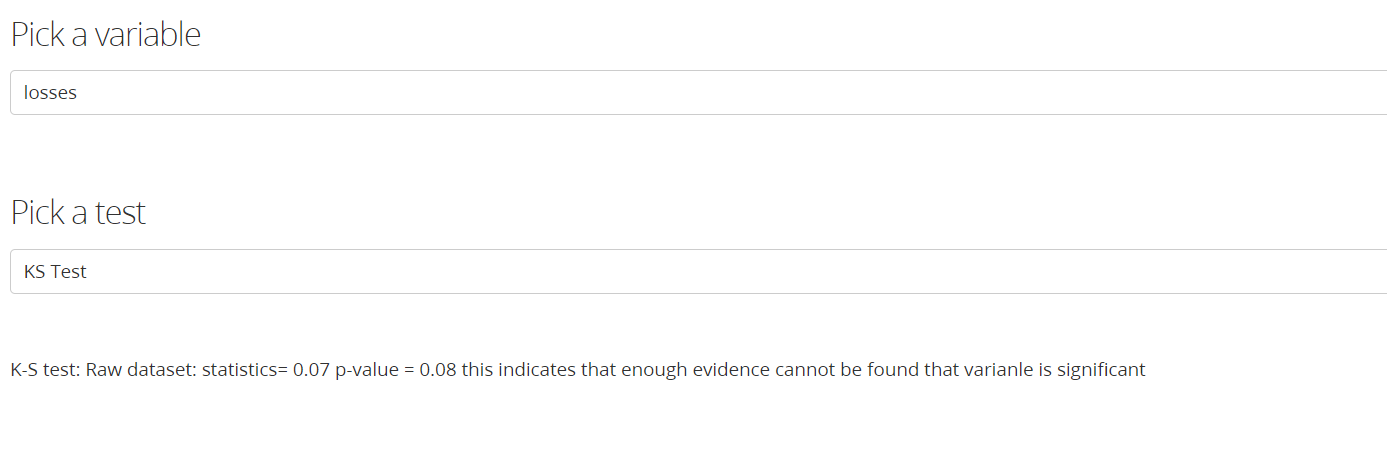 Pick a variable
losses
Pick a test
KS Test
K-S test: Raw dataset: statistics= 0.07 p-value = 0.08 this indicates that enough evidence cannot be found that varianle is significant